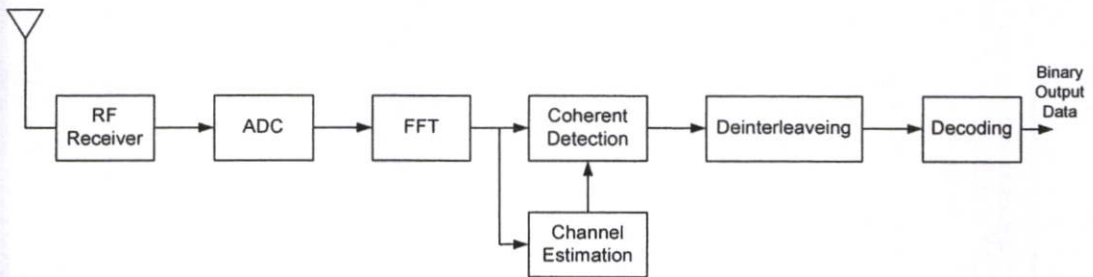 RF
Receiver
ADC
FFT
Coherent
Detection
Channel
Estimation
Deinterleaveing
Decoding
Binary
Output
Data